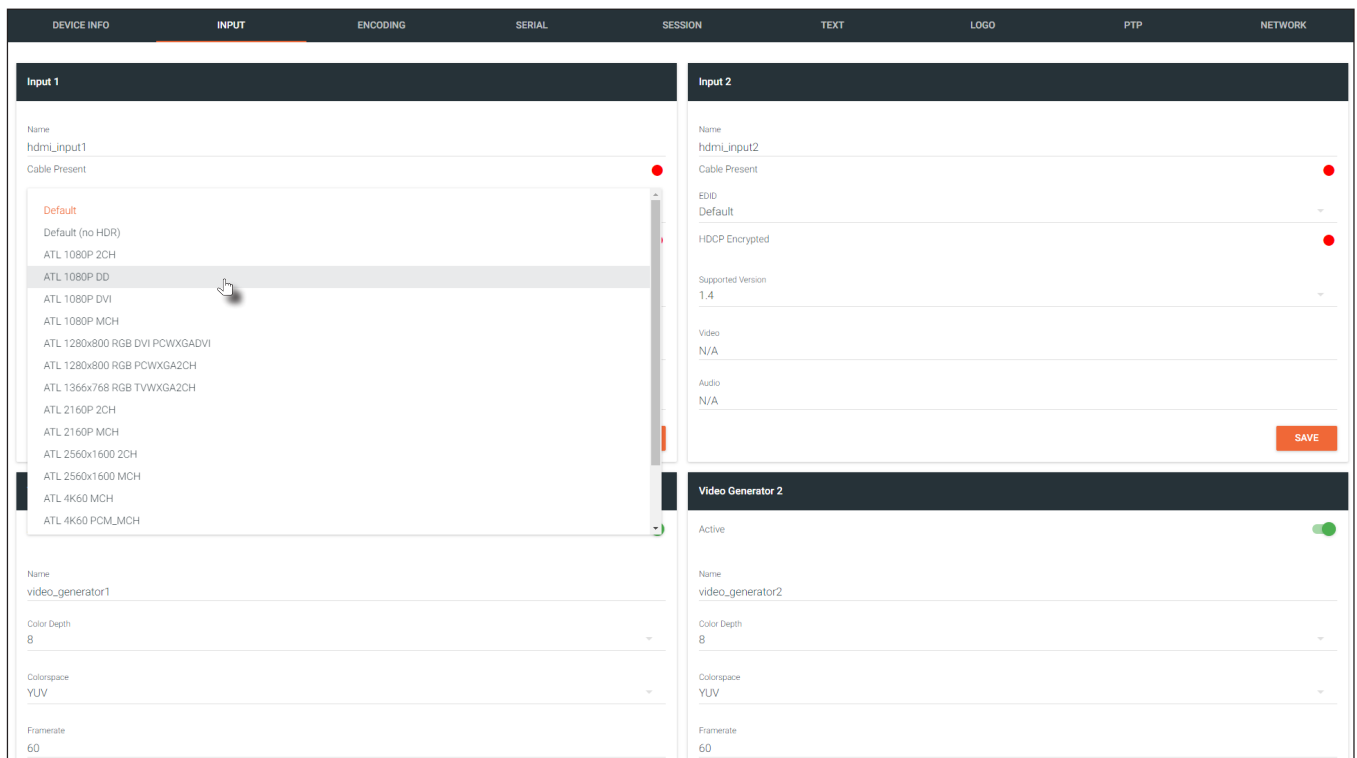 DEVICE INFO INPUT ENCODING SERIAL SESSION TEXT LOGO PTP NETWORK
Input 1
Name
hdmi_input1
Cable Present
Default
Default (no HDR)
ATL 1080P 2CH
ATL 1080P DD
ATL 1080P DVI
ATL 1080P MCH
ATL 1280x800 RGB DVI PCWXGADVI
ATL 1280x800 RGB PCWXGA2CH
ATL 1366x768 RGB TVWXGA2CH
ATL 2160P 2CH
ATL 2160P MCH
ATL 2560x1600 2CH
ATL 2560x1600 MCH
ATL 4K60 MCH
ATL 4K60 PCM_MCH
Name
video_generator1
Color Depth
8
Colorspace
YUV
Framerate
60
Input 2
Name
hdmi_input2
Cable Present
EDID
Default
HDCP Encrypted
Supported Version
1.4
Video
N/A
Audio
N/A
SAVE
Video Generator 2
Active
Name
video_generator2
Color Depth
8
Colorspace
YUV
Framerate
60